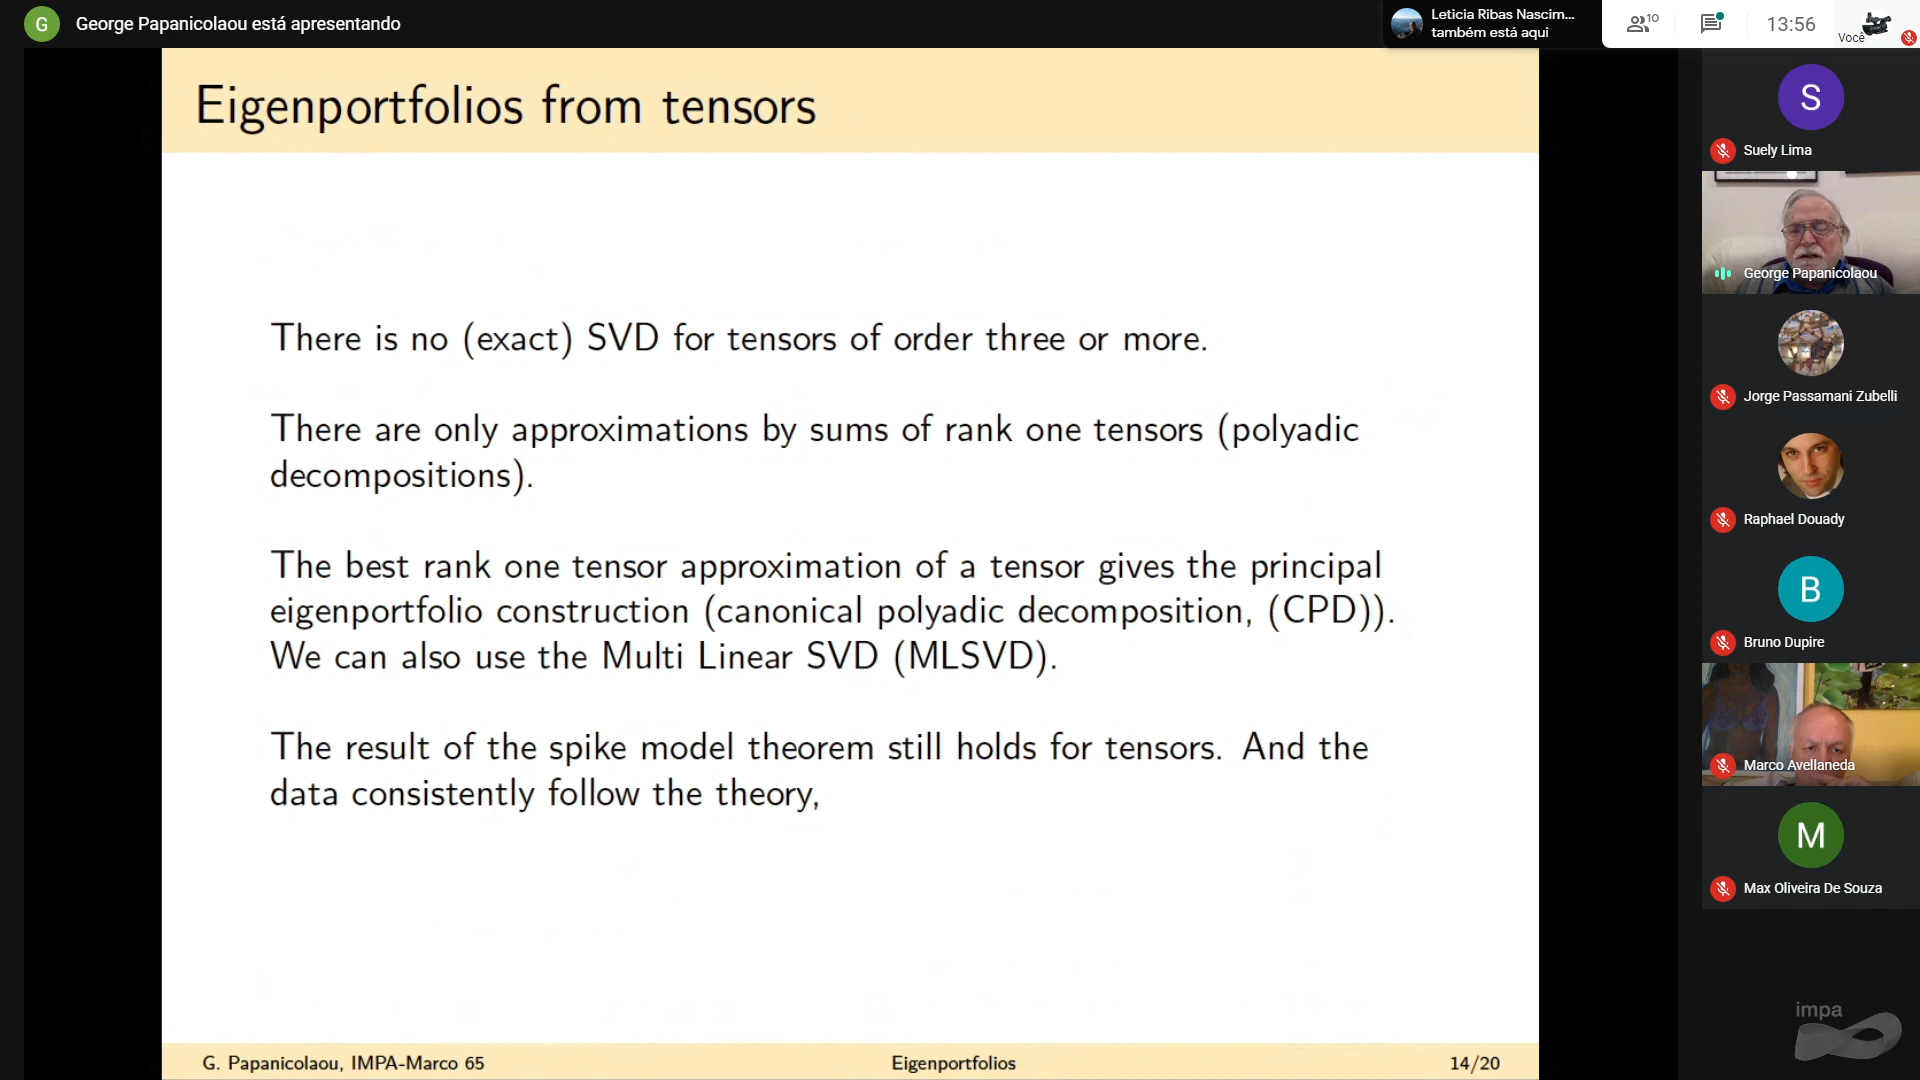 G
George Papanicolaou está apresentando
Leticia Ribas Nascim...
também está aqui
10
13:56
Você
Eigenportfolios from tensors
There is no (exact) SVD for tensors of order three or more.
There are only approximations by sums of rank one tensors (polyadic
decompositions).
The best rank one tensor approximation of a tensor gives the principal
eigenportfolio construction (canonical polyadic decomposition, (CPD)).
We can also use the Multi Linear SVD (MLSVD).
The result of the spike model theorem still holds for tensors. And the
data consistently follow the theory,
G. Papanicolaou, IMPA-Marco 65
Eigenportfolios
14/20
S
Suely Lima
George Papanicolaou
Jorge Passamani Zubelli
Raphael Douady
B
Bruno Dupire
Marco Avellaneda
M
Max Oliveira De Souza
impa